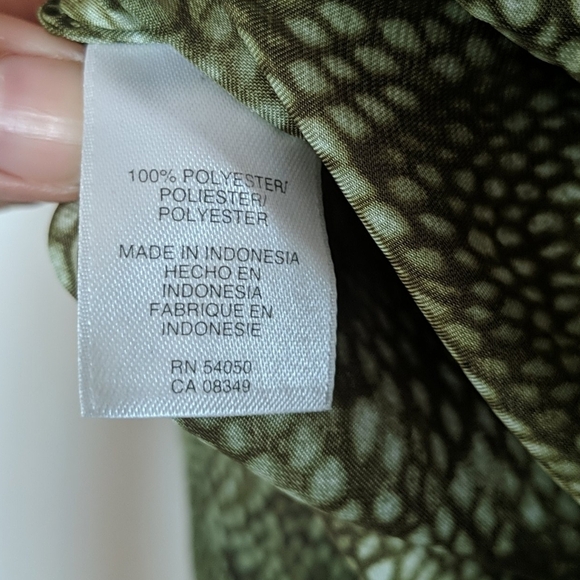 100% POLYESTER/
POLIESTER/
POLYESTER
MADE IN INDONESIA
HECHO EN
INDONESIA
FABRIQUE EN
INDONESIE
RN 54050
CA 08349